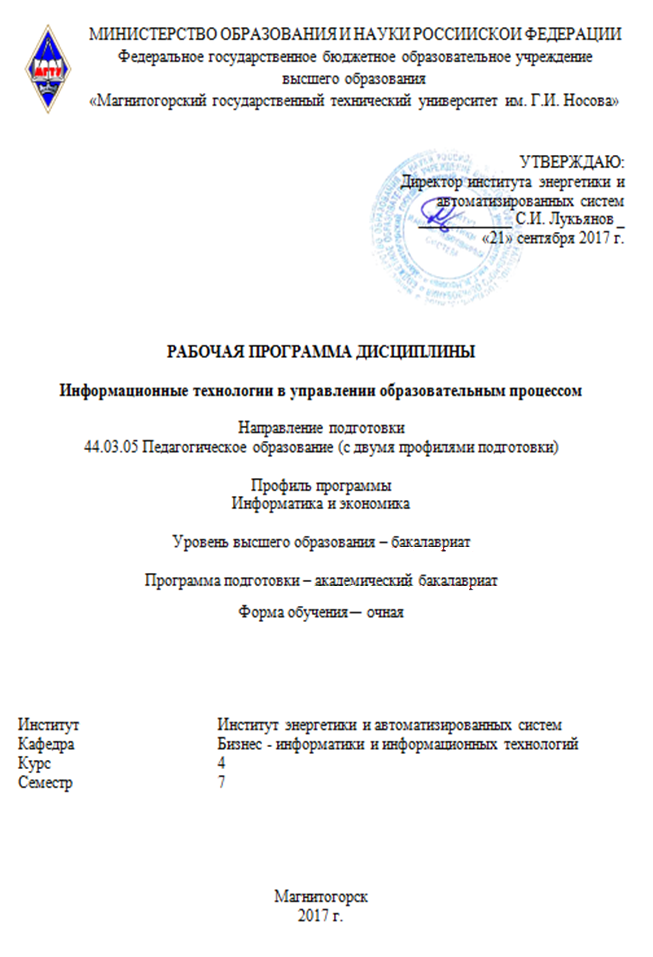 МИНИСТЕРСТВО ОБРАЗОВАНИЯ И НАУКИ РОССИИСКОИ ФЕДЕРАЦИИ
Федеральное государственное бюджетное образовательное учреждение
высшего образования
«Магнитогорский государственный технический университет им. Г.И. Носова»
МГТУ
УТВЕРЖДАЮ:
Директор института энергетики и
автоматизированных систем
____________ С.И. Лукьянов _
«21» сентября 2017 г.
РАБОЧАЯ ПРОГРАММА ДИСЦИПЛИНЫ
Информационные технологии в управлении образовательным процессом
Направление подготовки
44.03.05 Педагогическое образование (с двумя профилями подготовки)
Профиль программы
Информатика и экономика
Уровень высшего образования – бакалавриат
Программа подготовки – академический бакалавриат
Форма обучения— очная
Институт Институт энергетики и автоматизированных систем
Кафедра Бизнес - информатики и информационных технологий
Курс 4
Семестр 7
Магнитогорск
2017 г.